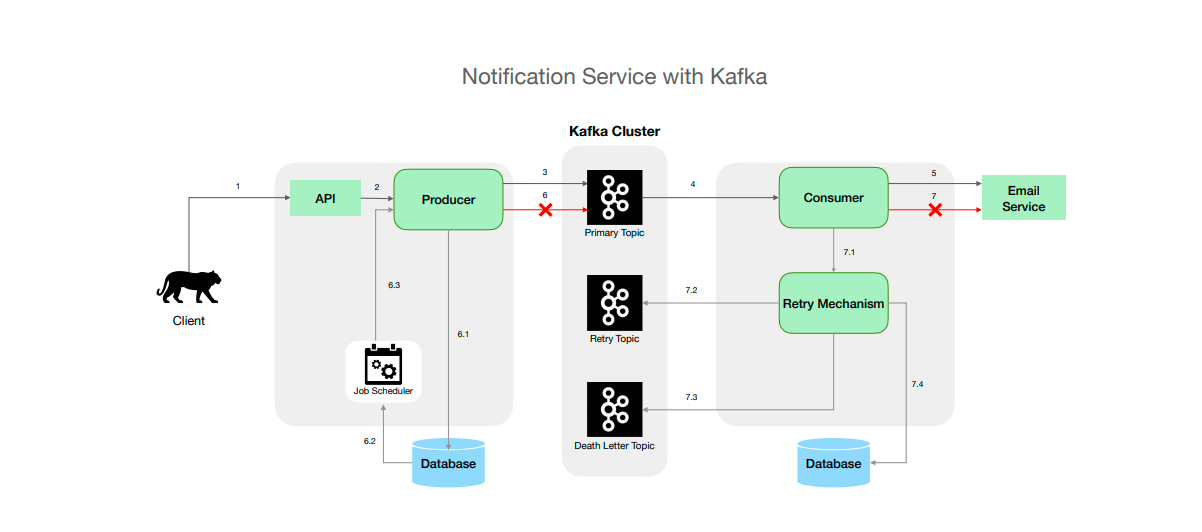 Notification Service with Kafka
Kafka Cluster
1
API
2
Producer
3
6
Primary Topic
4
Consumer
5
7
Email
Service
7.1
Client
6.3
6.1
Job Scheduler
6.2
Database
Retry Topic
7.2
Retry Mechanism
7.3
7.4
Death Letter Topic
Database